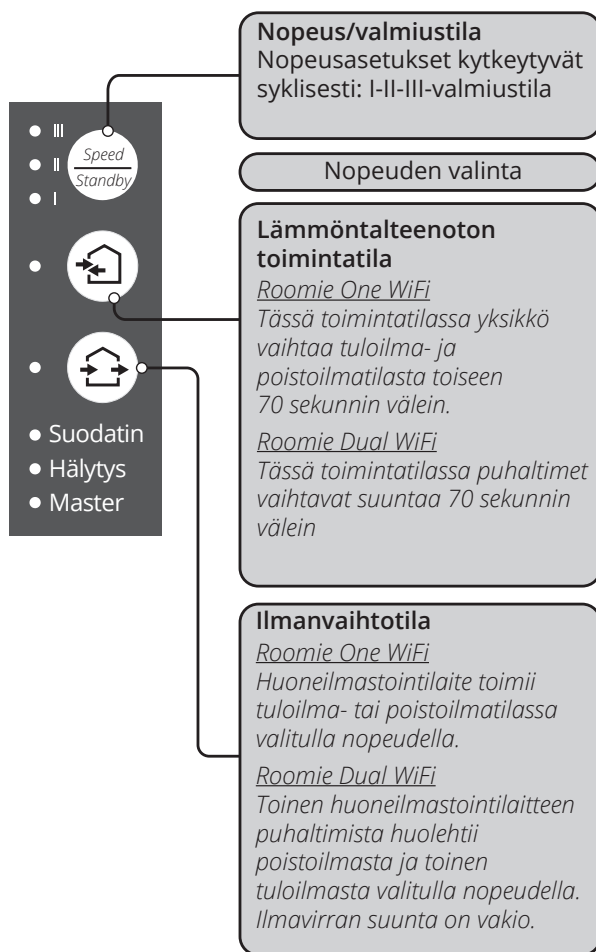 Nopeus/valmiustila
Nopeusasetukset kytkeytyvät
syklisesti: I-II-III-valmiustila
III
II
I
Speed
Standby
Nopeuden valinta
Lämmöntalteenoton
toimintatila
Roomie One WiFi
Tässä toimintatilassa yksikkö
vaihtaa tuloilma- ja
poistoilmatilasta toiseen
70 sekunnin välein.
Roomie Dual WiFi
Tässä toimintatilassa puhaltimet
vaihtavat suuntaa 70 sekunnin
välein
Suodatin
Hälytys
Master
Ilmanvaihtotila
Roomie One WiFi
Huoneilmastointilaite toimii
tuloilma- tai poistoilmatilassa
valitulla nopeudella.
Roomie Dual WiFi
Toinen huoneilmastointilaitteen
puhaltimista huolehtii
poistoilmasta ja toinen
tuloilmasta valitulla nopeudella.
Ilmavirran suunta on vakio.